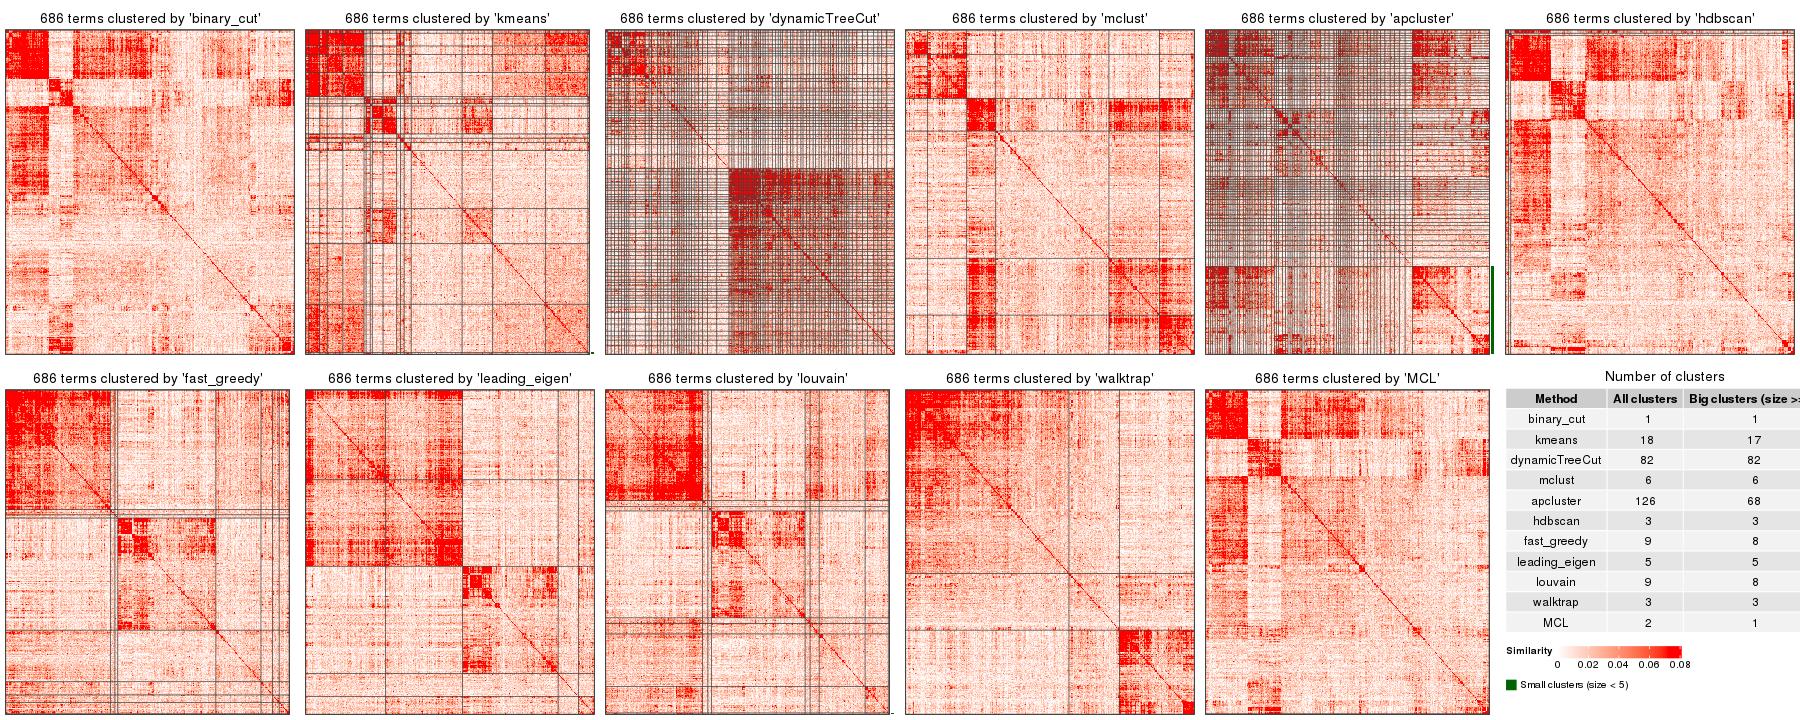 686 terms clustered by 'binary_cut'
686 terms clustered by 'kmeans'
686 terms clustered by 'dynamicTreeCut'
686 terms clustered by 'mclust'
686 terms clustered by 'apcluster'
686 terms clustered by 'hdbscan'
686 terms clustered by 'fast_greedy'
686 terms clustered by 'leading_eigen'
686 terms clustered by 'louvain'
686 terms clustered by 'walktrap'
686 terms clustered by 'MCL'
Number of clusters
Method All clusters Big clusters (size >=
binary_cut 1 1
kmeans 18 17
dynamicTreeCut 82 82
mclust 6 6
apcluster 126 68
hdbscan 3 3
fast_greedy 9 8
leading_eigen 5 5
louvain 9 8
walktrap 3 3
MCL 2 1
Similarity
0 0.02 0.04 0.06 0.08
Small clusters (size < 5)